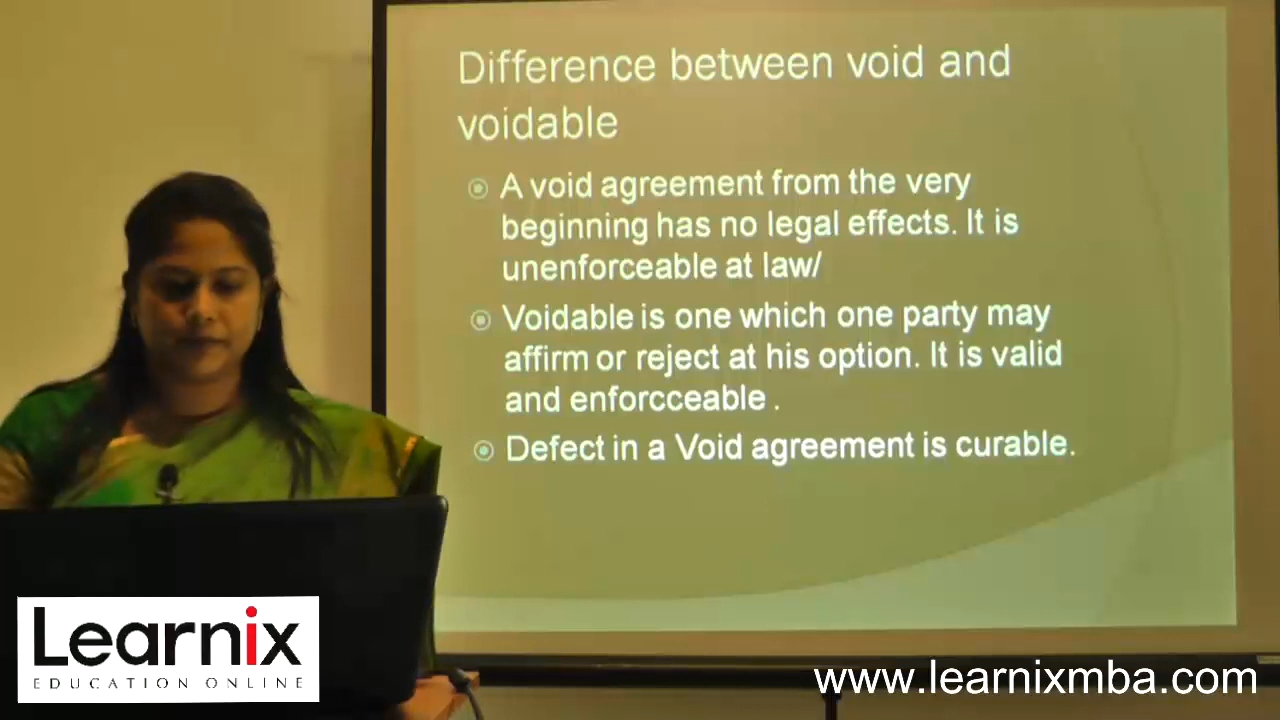 Difference between void and
voidable
A void agreement from the very
beginning has no legal effects. It is
unenforceable at law/
Voidable is one which one party may
affirm or reject at his option. It is valid
and enforcceable .
Defect in a Void agreement is curable.
Learnix
EDUCATION ONLINE
www.learnixmba.com